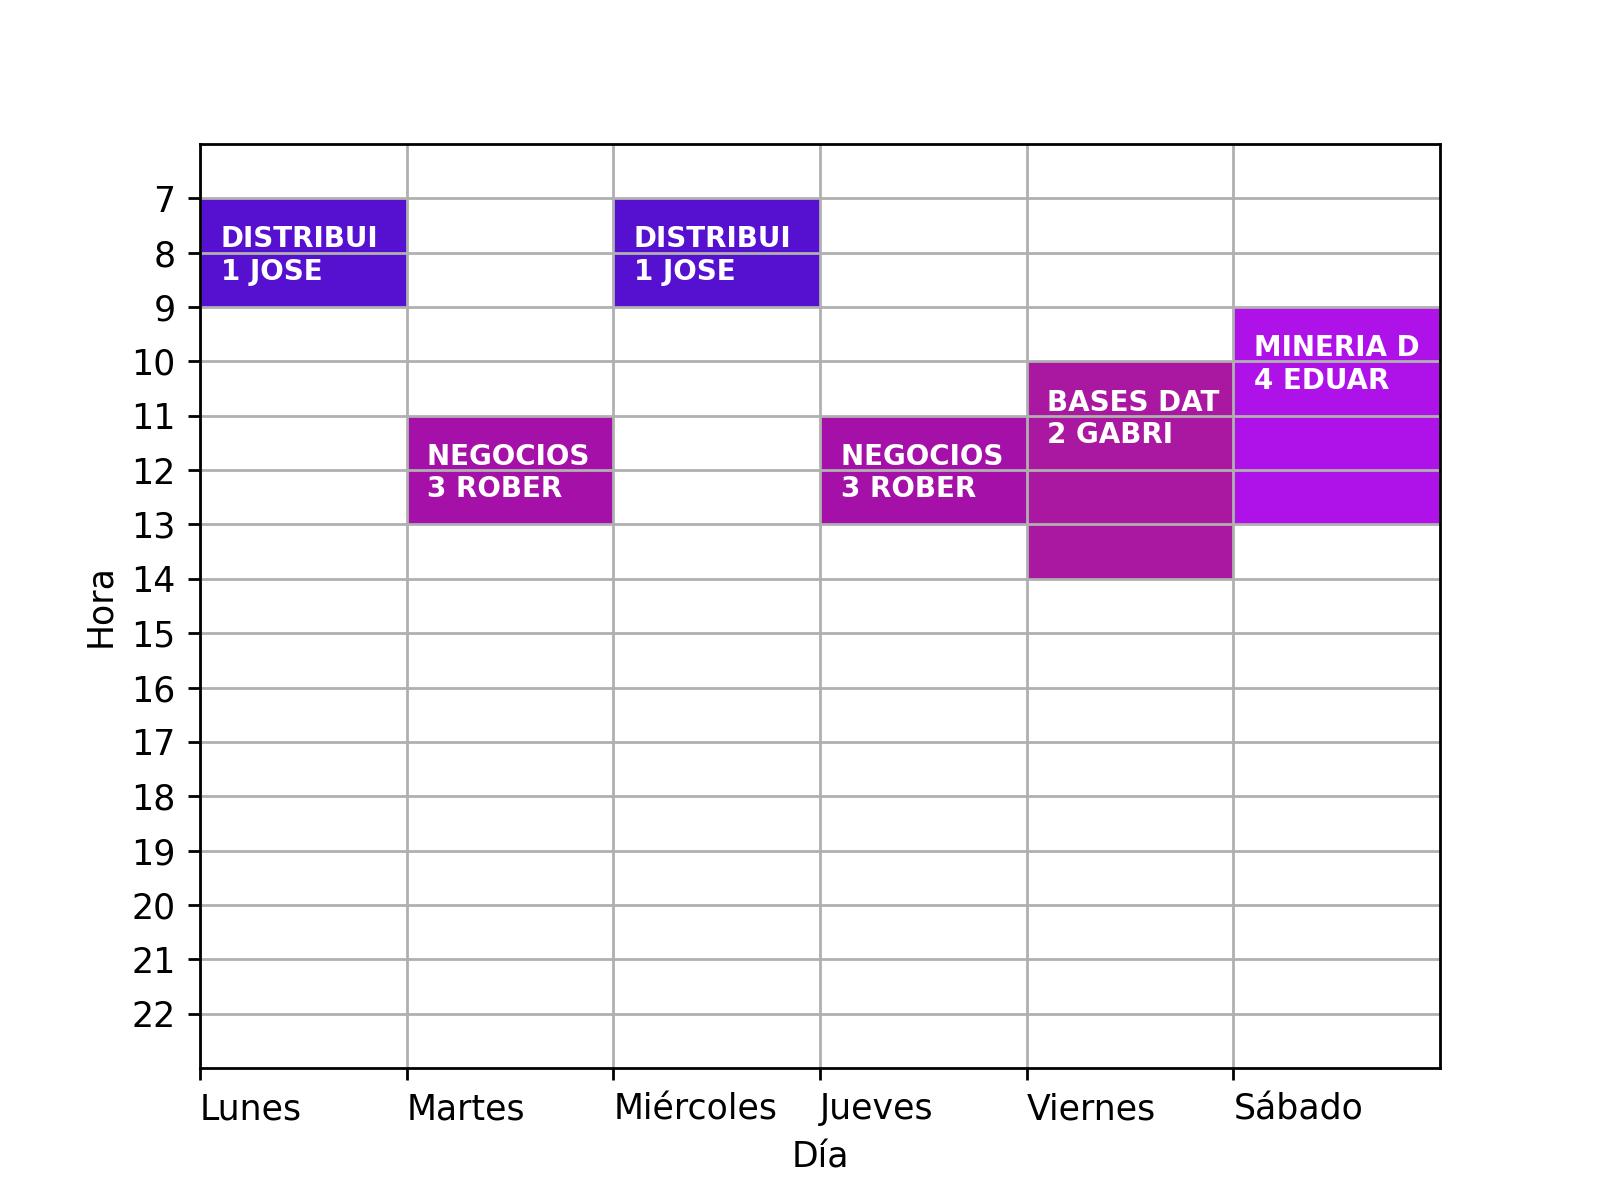 7
DISTRIBUI
1 JOSE
DISTRIBUI
1 JOSE
8
9
MINERIA D
4 EDUAR
10
BASES DAT
2 GABRI
11
NEGOCIOS
3 ROBER
NEGOCIOS
3 ROBER
12
13
14
Hora
15
16
17
18
19
20
21
22
Lunes Martes Miércoles Jueves Viernes Sábado
Día